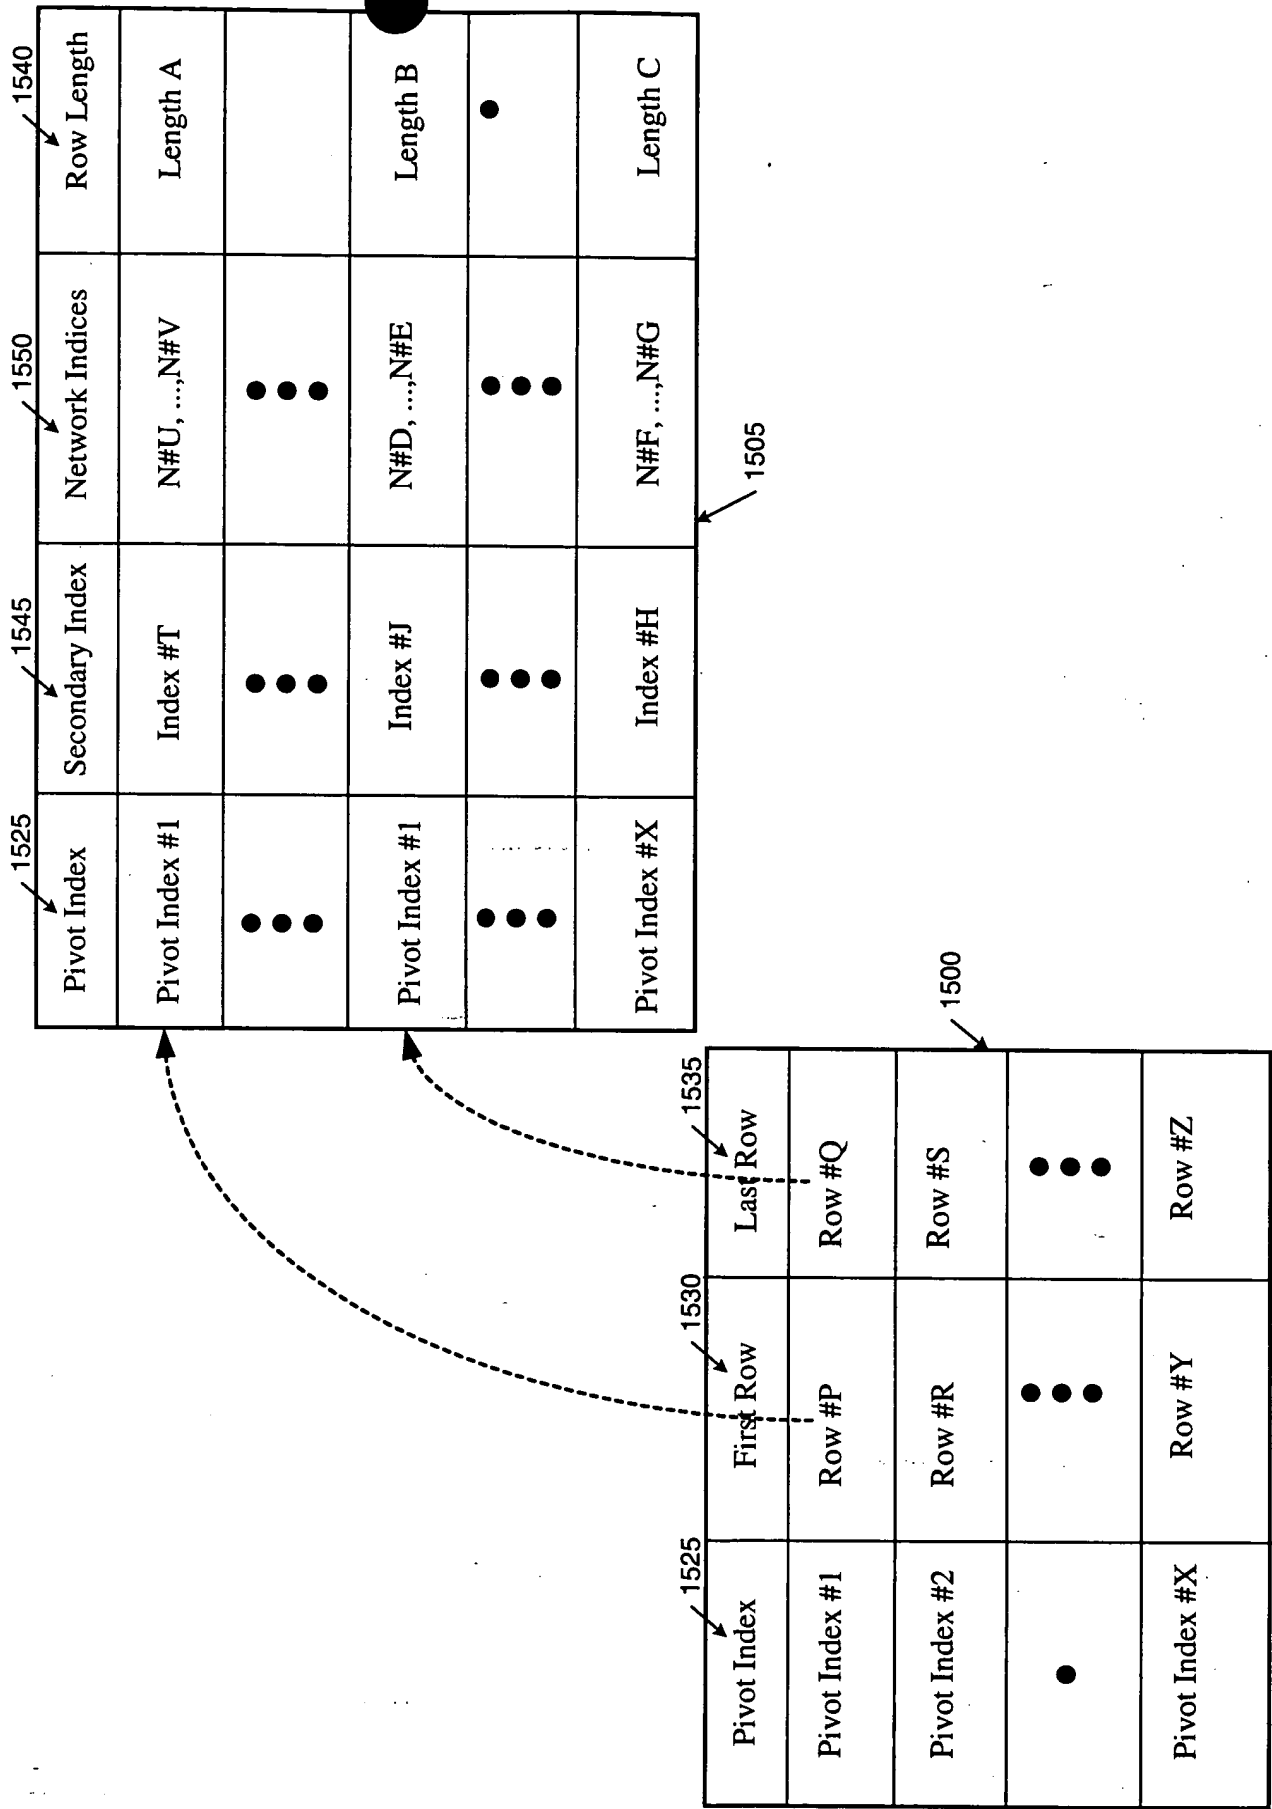 1525
1530
1535
1500
Pivot Index
First Row
Last Row
Pivot Index #1
Row #P
Row #Q
Pivot Index #2
Row #R
Row #S
Pivot Index #X
Row #Y
Row #Z
1525
1545
1550
1540
Pivot Index
Secondary Index
Network Indices
Row Length
Pivot Index #1
Index #T
N#U, ...,N#V
Length A
Pivot Index #1
Index #J
N#D, ...,N#E
Length B
Pivot Index #X
Index #H
N#F, ...,N#G
Length C
1505